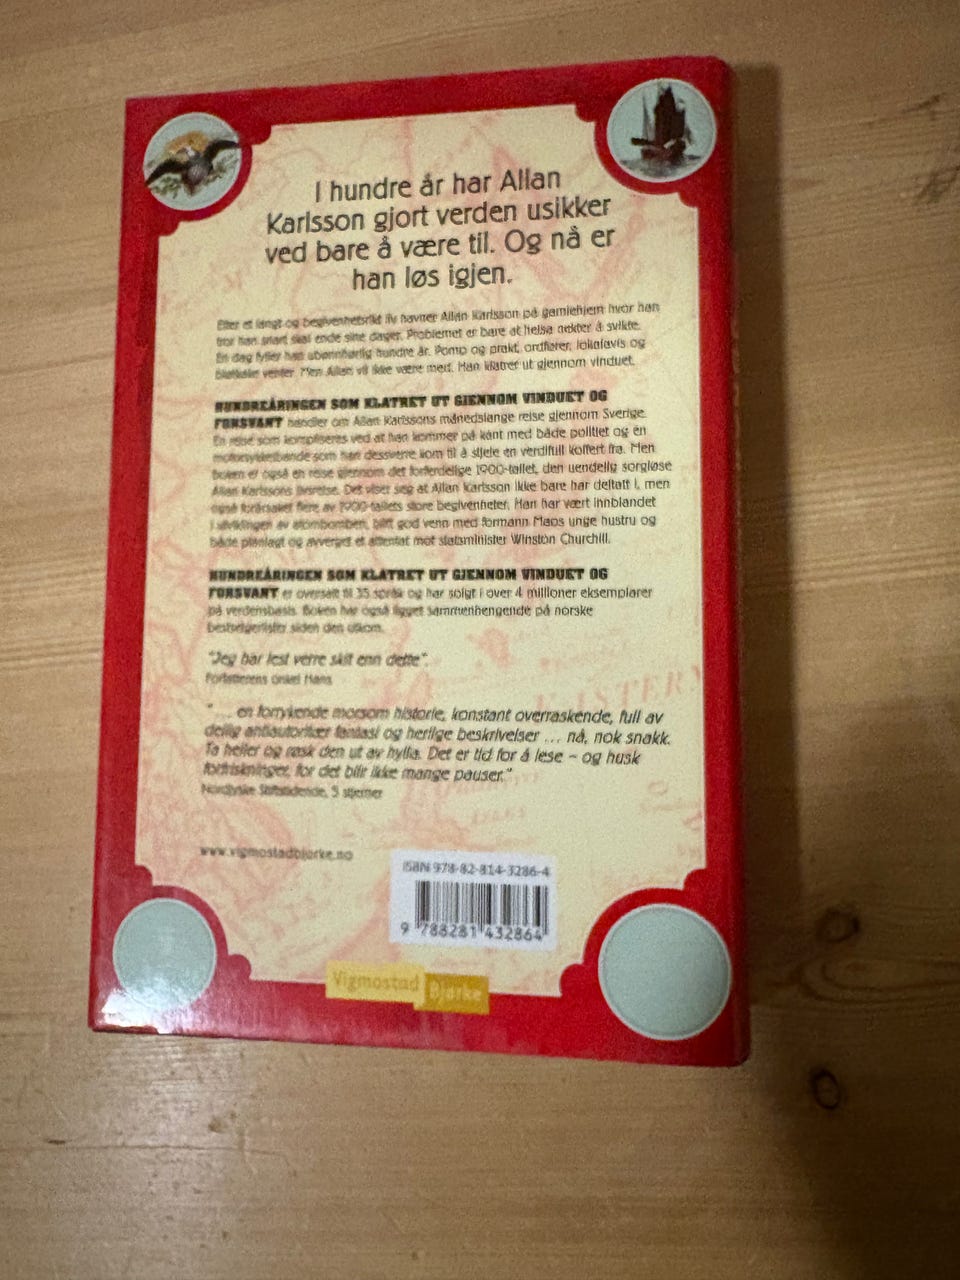 I hundre år har Allan
Karlsson gjort verden usikker
ved bare å være til. Og nå er
han løs igjen.
Etter et langt og begivenhetsrikt liv havner Allan Karlsson på gamlehjem hvor han
tror han snart skal ende sine dager. Problemet er bare at helsa nekter å svikte.
En dag fyller han ubønnhørlig hundre år. Pomp og prakt, ordfører, lokalavis og
bløtkake venter. Men Allan vil ikke være med. Han klatrer ut gjennom vinduet.
HUNDREÅRINGEN SOM KLATRET UT GJENNOM VINDUET OG
FORSVANT handler om Allan Karlssons månedslange reise gjennom Sverige.
En reise som kompliseres ved at han kommer på kant med både politiet og en
motorsykkelbande som han dessverre kom til å stjele en verdifull koffert fra. Men
boken er også en reise gjennom det forferdelige 1900-tallet, den uendelig sorgløse
Allan Karlssons livsreise. Det viser seg at Allan Karlsson ikke bare har deltatt i, men
også forårsaket flere av 1900-tallets store begivenheter. Han har vært innblandet
i utviklingen av atombomben, blitt god venn med formann Maos unge hustru og
både planlagt og avverget et attentat mot statsminister Winston Churchill.
HUNDREÅRINGEN SOM KLATRET UT GJENNOM VINDUET OG
FORSVANT er oversatt til 35 språk og har solgt i over 4 millioner eksemplarer
på verdensbasis. Boken har også ligget sammenhengende på norske
bestselgerlister siden den utkom.
"Jeg har lest verre skit enn dette".
Forfatterens onkel Hans
" ... en forrykende morsom historie, konstant overraskende, full av
deilig antiautoritær fantasi og herlige beskrivelser ... nå, nok snakk.
Ta heller og røsk den ut av hylla. Det er tid for å lese – og husk
forfriskninger, for det blir ikke mange pauser."
Nordjyske Stiftstidende, 5 stjerner
EASTERN
www.vigmostadbjorke.no
ISBN 978-82-814-3286-4
9 788281 432864
Vigmostad Bjørke